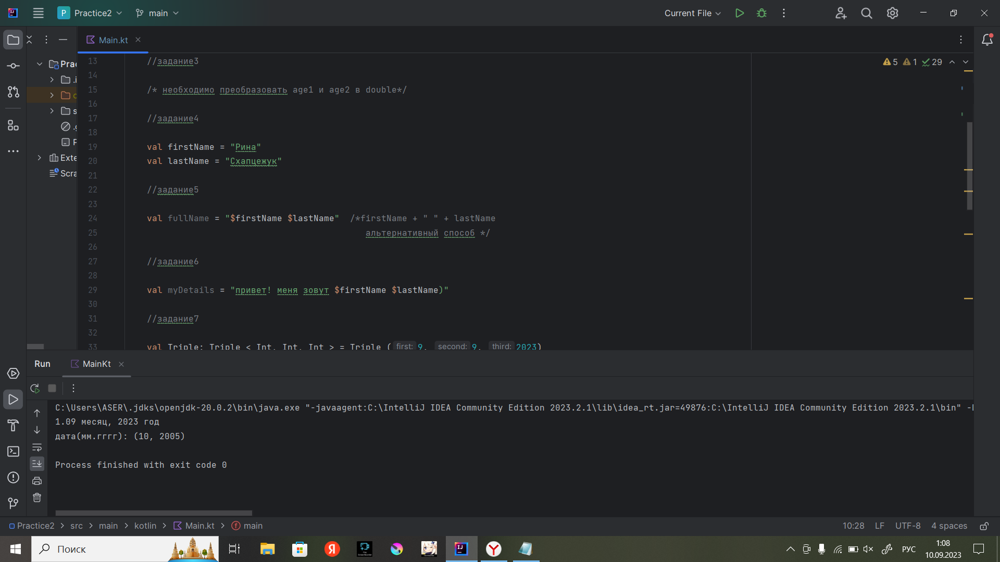 P Practice2 main Current File
Main.kt
Prac
.i
s
Exte
Scra
5 1 29
13 //задание3
14
15 /* необходимо преобразовать age1 и age2 в double*/
16
17 //задание4
18
19 val firstName = "Рина"
20 val lastName = "Схапцежук"
21
22 //задание5
23
24 val fullName = "$firstName $lastName" /*firstName + " " + lastName
25 альтернативный способ */
26
27 //задание6
28
29 val myDetails = "привет! меня зовут $firstName $lastName)"
30
31 //задание7
32
33 val Triple: Triple < Int, Int, Int > = Triple ( first: 9, second: 9, third: 2023)
Run MainKt
C:\Users\ASER\.jdks\openjdk-20.0.2\bin\java.exe "-javaagent:C:\IntelliJ IDEA Community Edition 2023.2.1\lib\idea_rt.jar=49876:C:\IntelliJ IDEA Community Edition 2023.2.1\bin" -
1.09 месяц, 2023 год
дата(мм.гггг): (10, 2005)
Process finished with exit code 0
Practice2 > src > main > kotlin > Main.kt > main 10:28 LF UTF-8 4 spaces
Поиск
РУС
1:08
10.09.2023